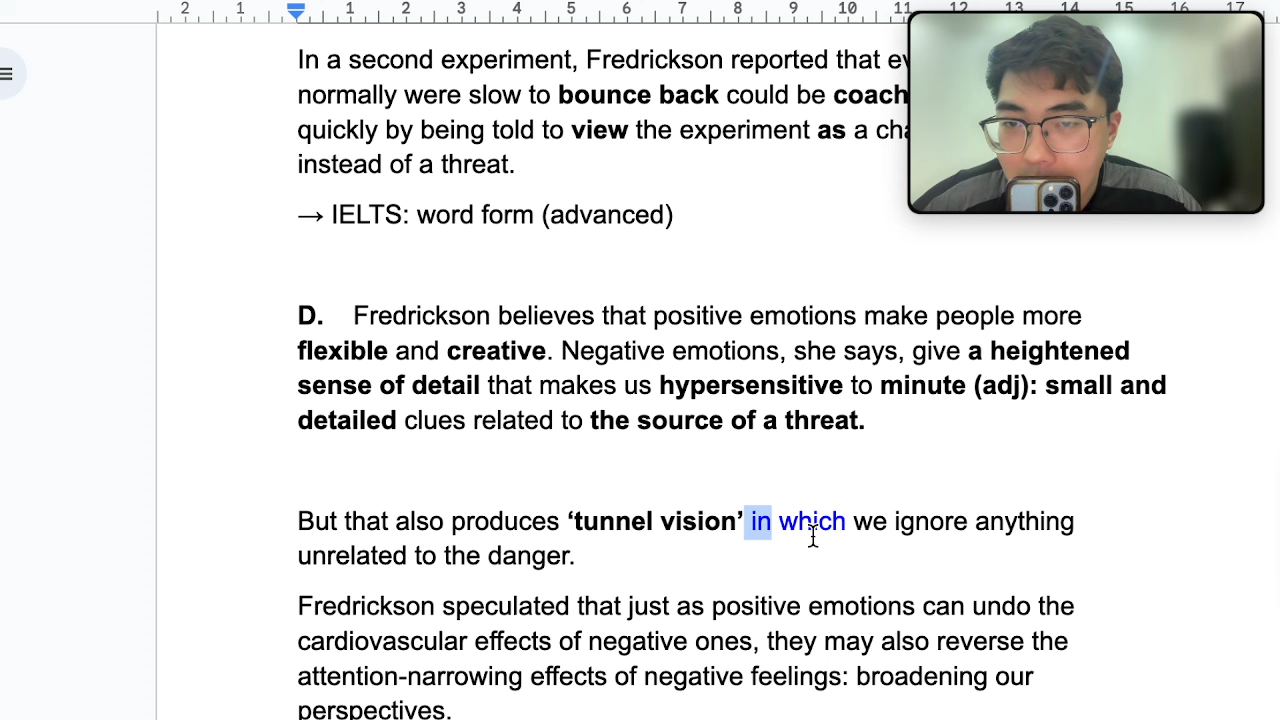 2 1 1 2 3 4 5 6 7 8 9 10 11 12 13 14 15 16 17
In a second experiment, Fredrickson reported that
normally were slow to bounce back could be
quickly by being told to view the experiment as a
instead of a threat.
→ IELTS: word form (advanced)
D. Fredrickson believes that positive emotions make people more
flexible and creative. Negative emotions, she says, give a heightened
sense of detail that makes us hypersensitive to minute (adj): small and
detailed clues related to the source of a threat.
But that also produces ‘tunnel vision’ in which we ignore anything
unrelated to the danger.
Fredrickson speculated that just as positive emotions can undo the
cardiovascular effects of negative ones, they may also reverse the
attention-narrowing effects of negative feelings: broadening our
perspectives.